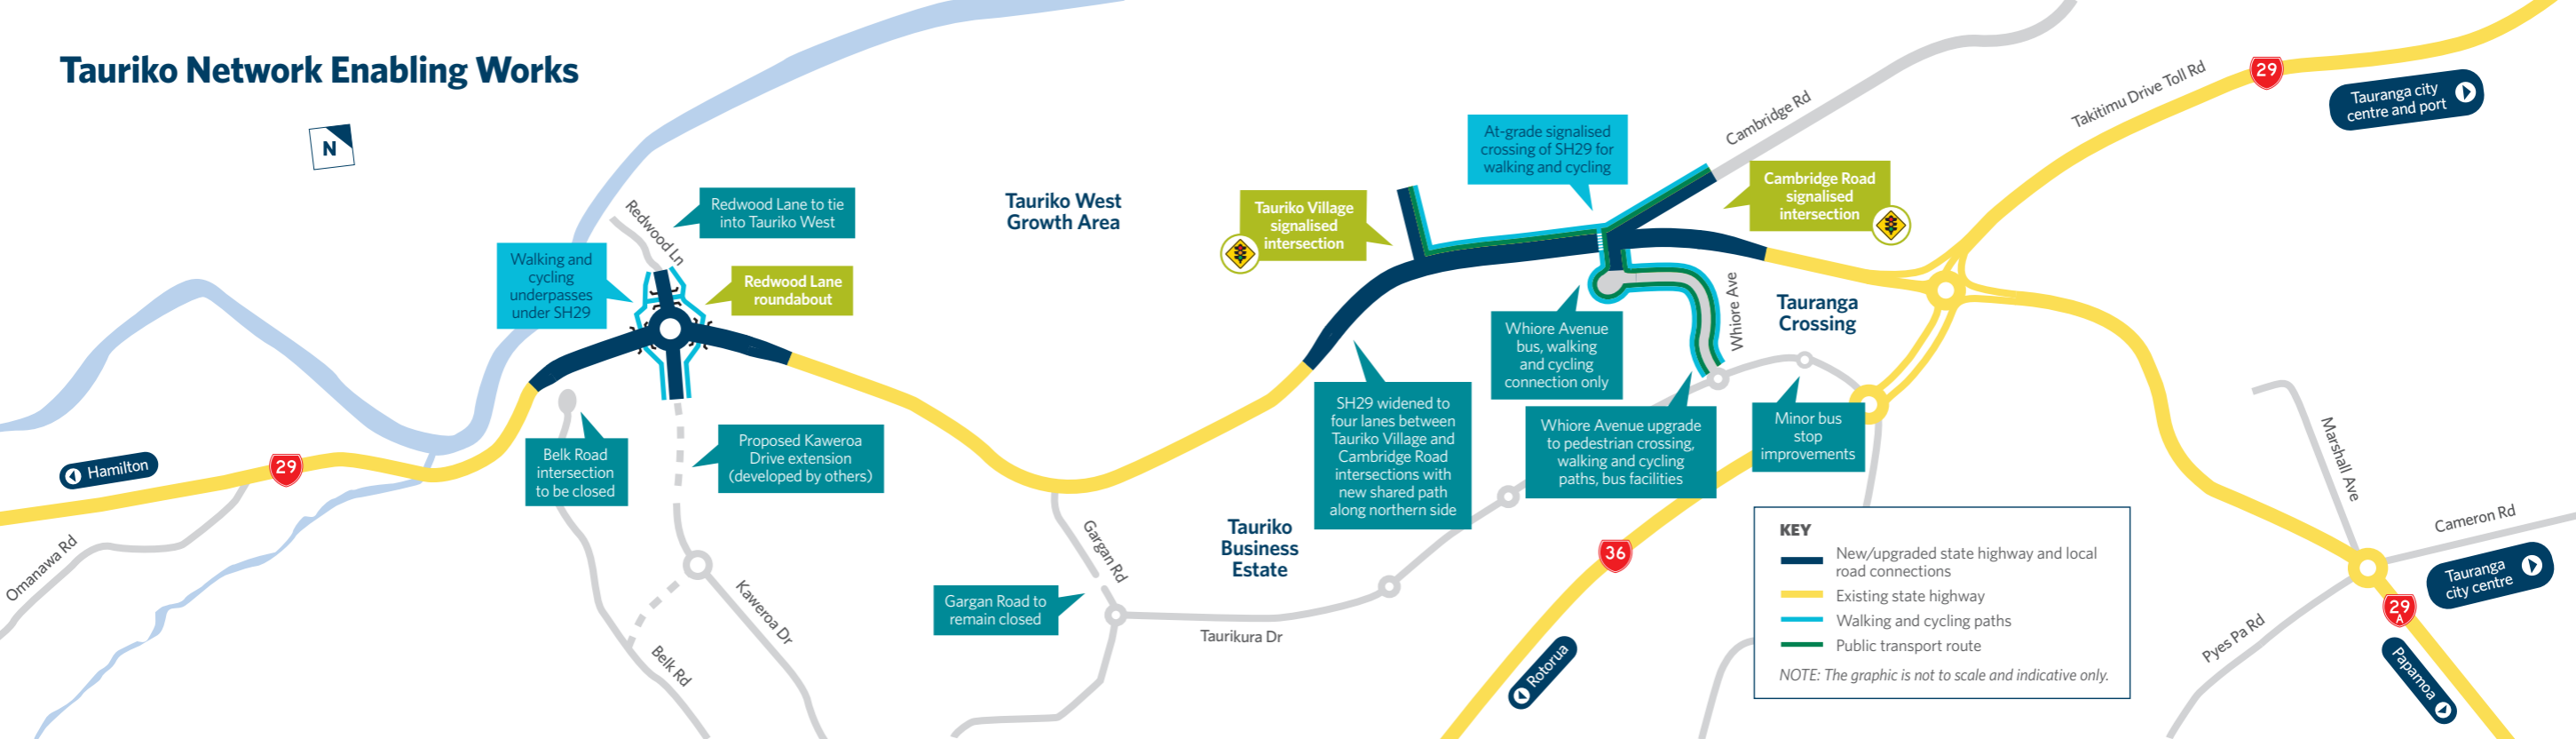 Tauriko Network Enabling Works
N
Redwood Ln
Redwood Lane to tie
into Tauriko West
Walking and
cycling
underpasses
under SH29
Redwood Lane
roundabout
Tauriko West
Growth Area
Tauriko Village
signalised
intersection
At-grade signalised
crossing of SH29 for
walking and cycling
Cambridge Rd
Cambridge Road
signalised
intersection
Takitimu Drive Toll Rd
29
Tauranga city
centre and port
Hamilton
29
Omanawa Rd
Belk Road
intersection
to be closed
Proposed Kaweroa
Drive extension
(developed by others)
Kaweroa Dr
Belk Rd
Gargan Rd
Gargan Road to
remain closed
Taurikura Dr
Tauriko
Business
Estate
SH29 widened to
four lanes between
Tauriko Village and
Cambridge Road
intersections with
new shared path
along northern side
Whiore Avenue
bus, walking
and cycling
connection only
Whiore Ave
Tauranga
Crossing
Whiore Avenue upgrade
to pedestrian crossing,
walking and cycling
paths, bus facilities
Minor bus
stop
improvements
36
Rotorua
KEY
New/upgraded state highway and local
road connections
Existing state highway
Walking and cycling paths
Public transport route
NOTE: The graphic is not to scale and indicative only.
Marshall Ave
Cameron Rd
Tauranga
city centre
Pyes Pa Rd
29
A
Papamoa